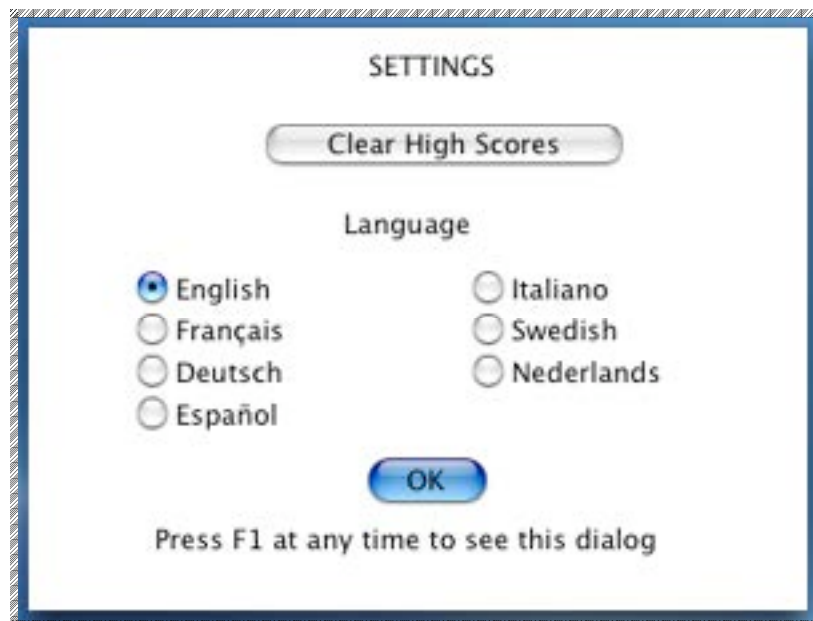 SETTINGS
Clear High Scores
Language
English
Français
Deutsch
Español
Italiano
Swedish
Nederlands
OK
Press F1 at any time to see this dialog